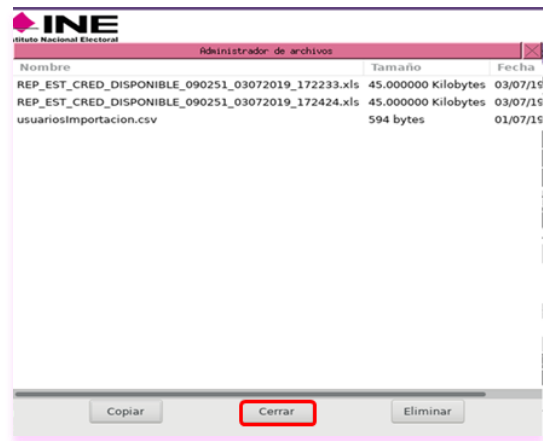 INE
Instituto Nacional Electoral
Administrador de archivos
Nombre Tamaño Fecha
REP_EST_CRED_DISPONIBLE_090251_03072019_172233.xls 45.000000 Kilobytes 03/07/19
REP_EST_CRED_DISPONIBLE_090251_03072019_172424.xls 45.000000 Kilobytes 03/07/19
usuariosImportacion.csv 594 bytes 01/07/19
Copiar Cerrar Eliminar